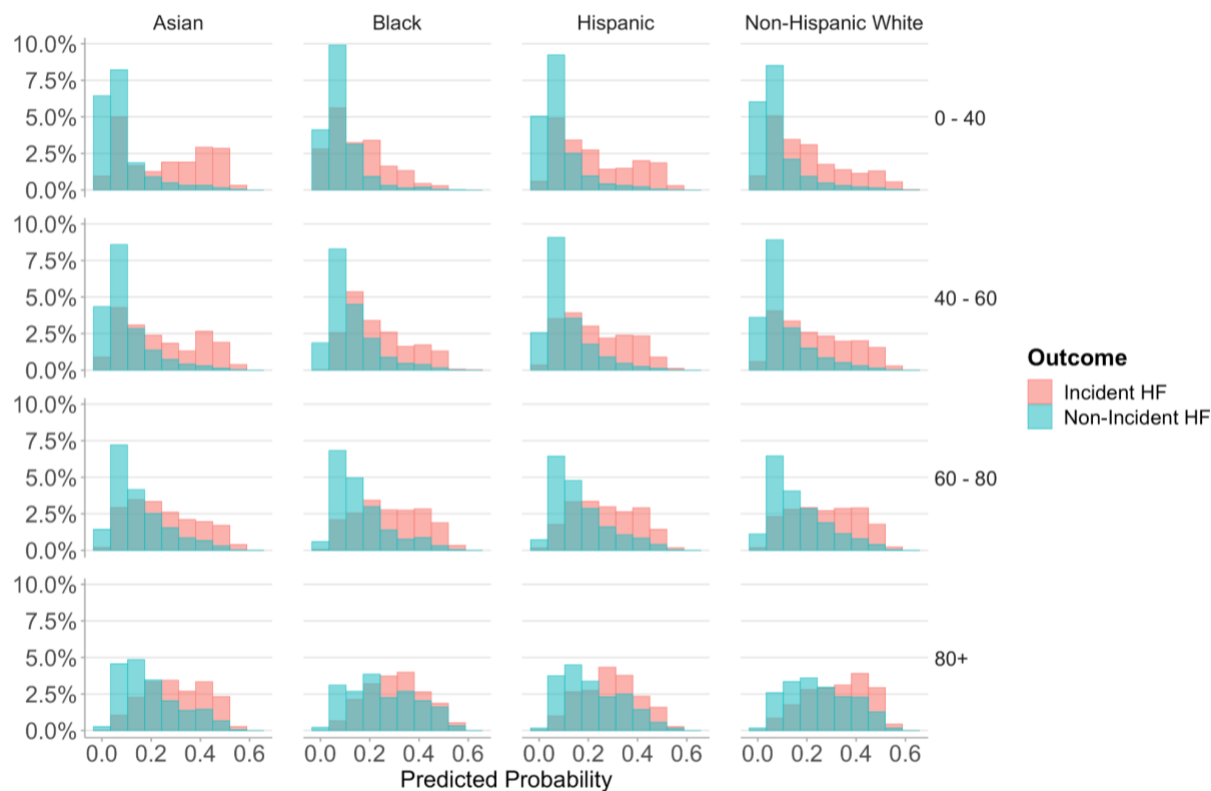 Asian Black Hispanic Non-Hispanic White
10.0%
7.5%
5.0%
2.5%
0.0%
0 - 40
10.0%
7.5%
5.0%
2.5%
0.0%
40 - 60
Outcome
Incident HF
Non-Incident HF
10.0%
7.5%
5.0%
2.5%
0.0%
60 - 80
10.0%
7.5%
5.0%
2.5%
0.0%
80+
0.0 0.2 0.4 0.6 0.0 0.2 0.4 0.6 0.0 0.2 0.4 0.6 0.0 0.2 0.4 0.6
Predicted Probability